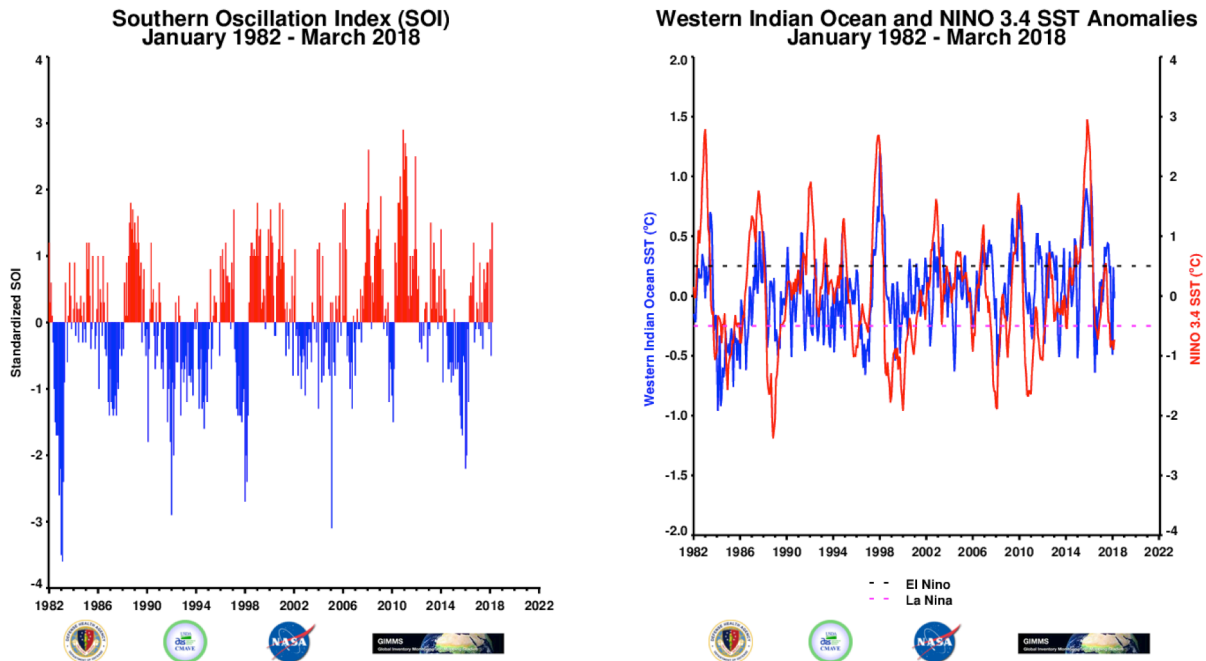 Southern Oscillation Index (SOI)
January 1982 - March 2018
4
3
2
1
0
-1
-2
-3
-4
Standardized SOI
1982 1986 1990 1994 1998 2002 2006 2010 2014 2018 2022
USDA
CMAVE
NASA
GIMMS
Western Indian Ocean and NINO 3.4 SST Anomalies
January 1982 - March 2018
2.0
1.5
1.0
0.5
0.0
-0.5
-1.0
-1.5
-2.0
Western Indian Ocean SST (°C)
4
3
2
1
0
-1
-2
-3
-4
NINO 3.4 SST (°C)
1982 1986 1990 1994 1998 2002 2006 2010 2014 2018 2022
- - El Nino
- - La Nina
USDA
CMAVE
NASA
GIMMS